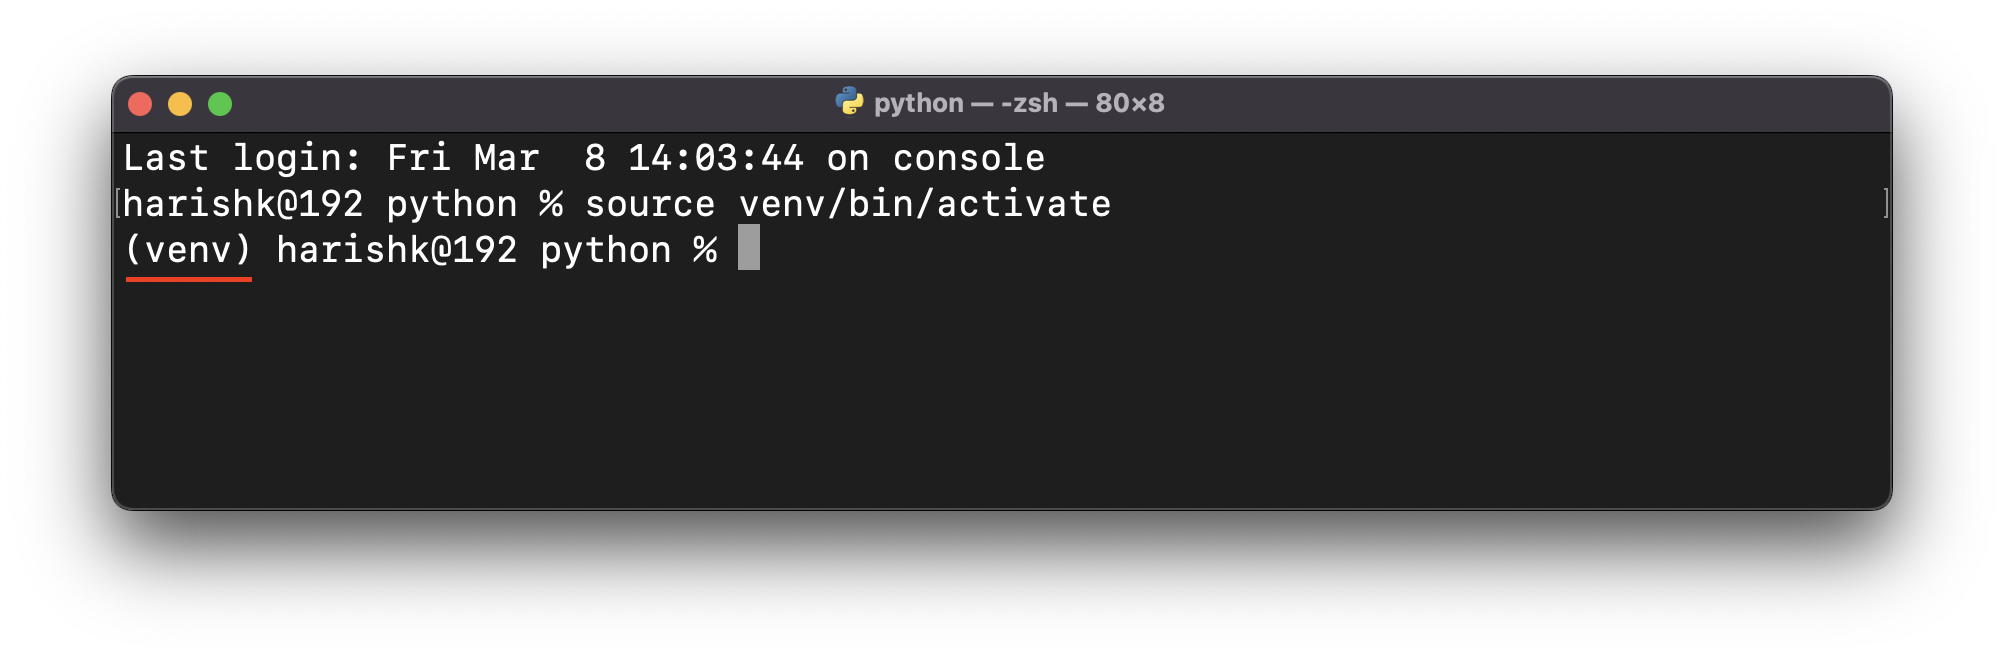 python — -zsh — 80×8
Last login: Fri Mar  8 14:03:44 on console
[harishk@192 python % source venv/bin/activate ]
(venv) harishk@192 python %